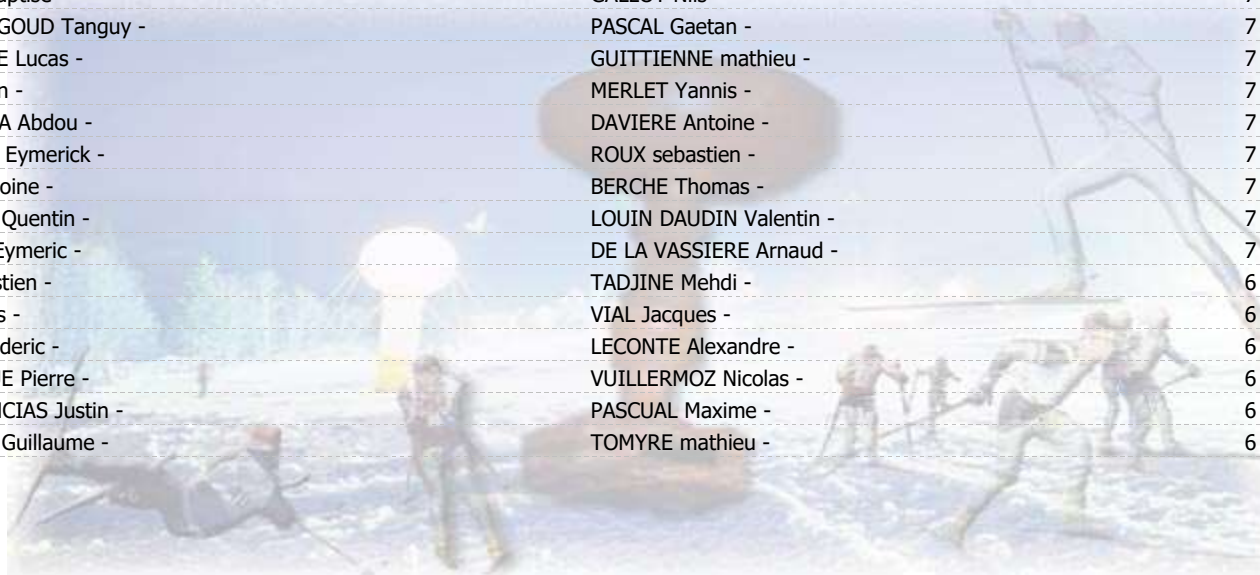 GOUD Tanguy -
E Lucas -
n -
A Abdou -
Eymerick -
oine -
Quentin -
Eymeric -
stien -
s -
deric -
E Pierre -
NCIAS Justin -
Guillaume -
PASCAL Gaetan - 7
GUITTIENNE mathieu - 7
MERLET Yannis - 7
DAVIERE Antoine - 7
ROUX sebastien - 7
BERCHE Thomas - 7
LOUIN DAUDIN Valentin - 7
DE LA VASSIERE Arnaud - 7
TADJINE Mehdi - 6
VIAL Jacques - 6
LECONTE Alexandre - 6
VUILLERMOZ Nicolas - 6
PASCUAL Maxime - 6
TOMYRE mathieu - 6